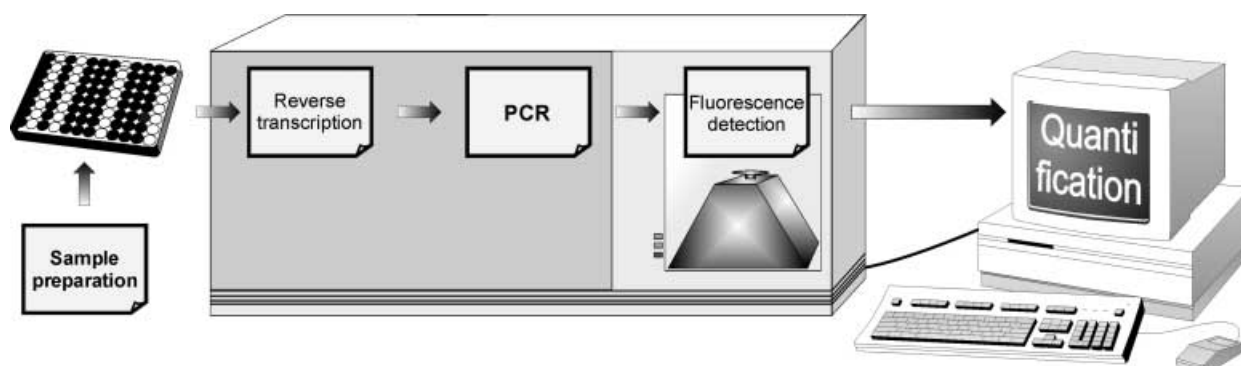 Sample
preparation
Reverse
transcription
PCR
Fluorescence
detection
Quanti
fication